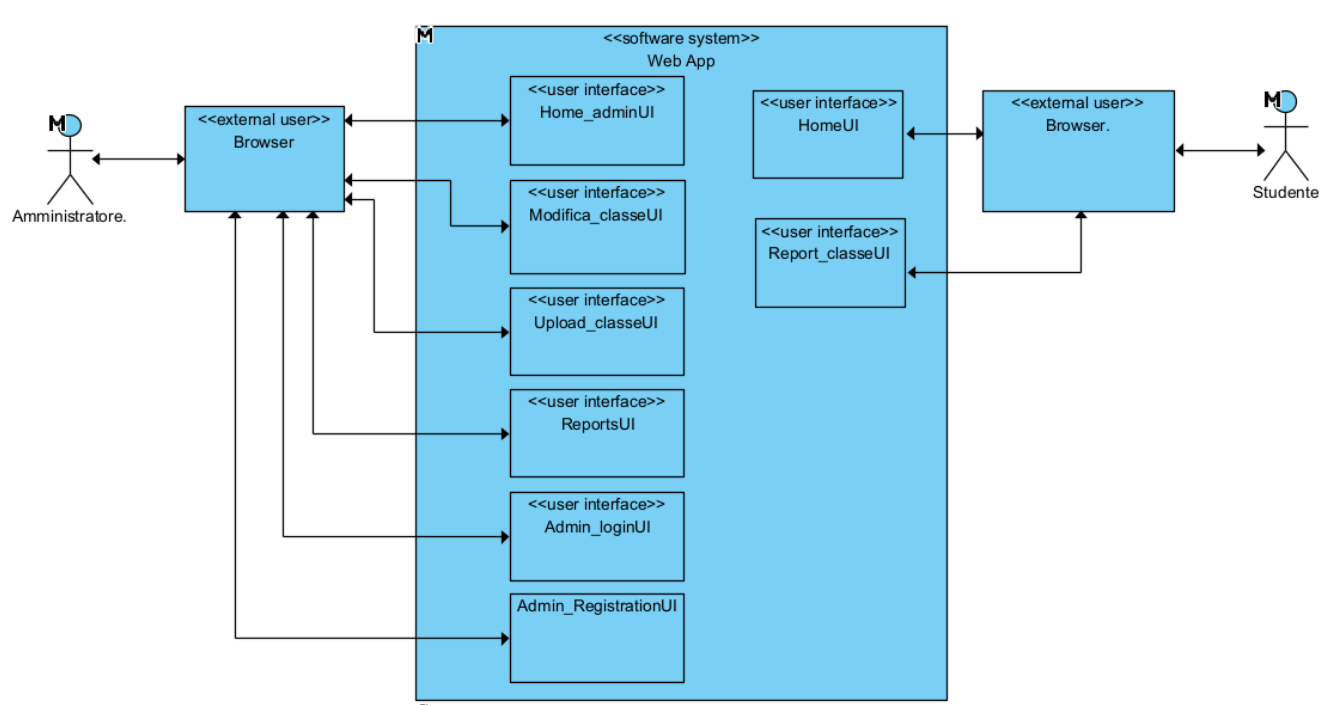 M
<<software system>>
Web App
<<user interface>>
Home_adminUI
<<user interface>>
Modifica_classeUI
<<user interface>>
Upload_classeUI
<<user interface>>
ReportsUI
<<user interface>>
Admin_loginUI
Admin_RegistrationUI
<<user interface>>
HomeUI
<<user interface>>
Report_classeUI
<<external user>>
Browser
M
Amministratore.
<<external user>>
Browser.
M
Studente